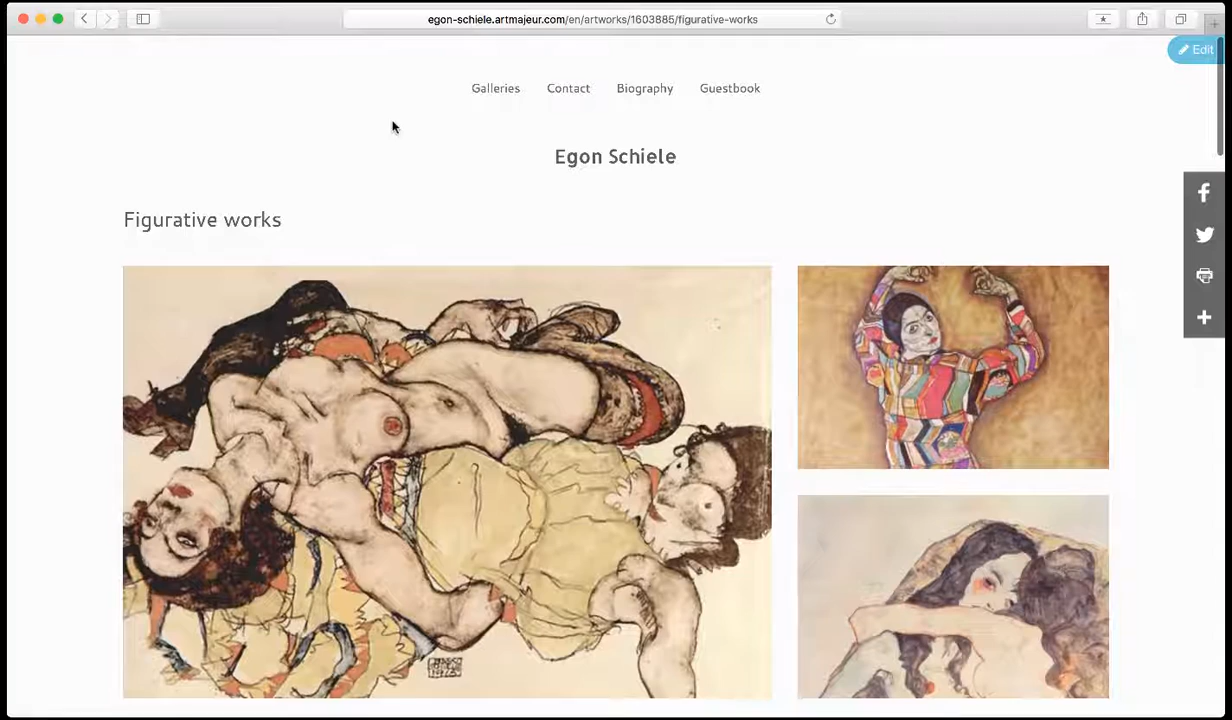 egon-schiele.artmajeur.com/en/artworks/1603885/figurative-works
Edit
Galleries Contact Biography Guestbook
Egon Schiele
Figurative works